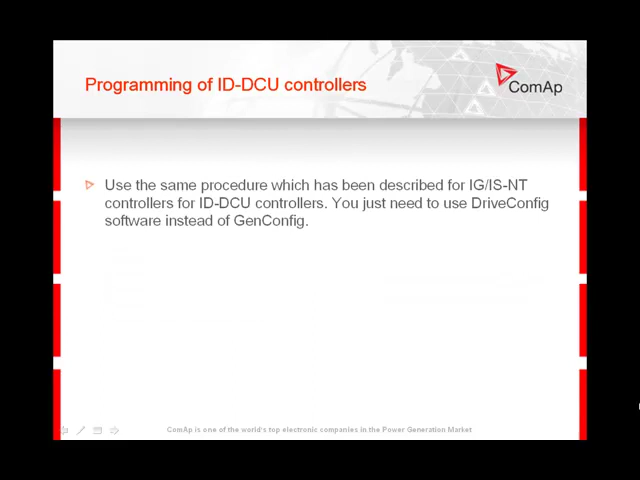 Programming of ID-DCU controllers
ComAp
Use the same procedure which has been described for IG/IS-NT
controllers for ID-DCU controllers. You just need to use DriveConfig
software instead of GenConfig.
ComAp is one of the world's top electronic companies in the Power Generation Market